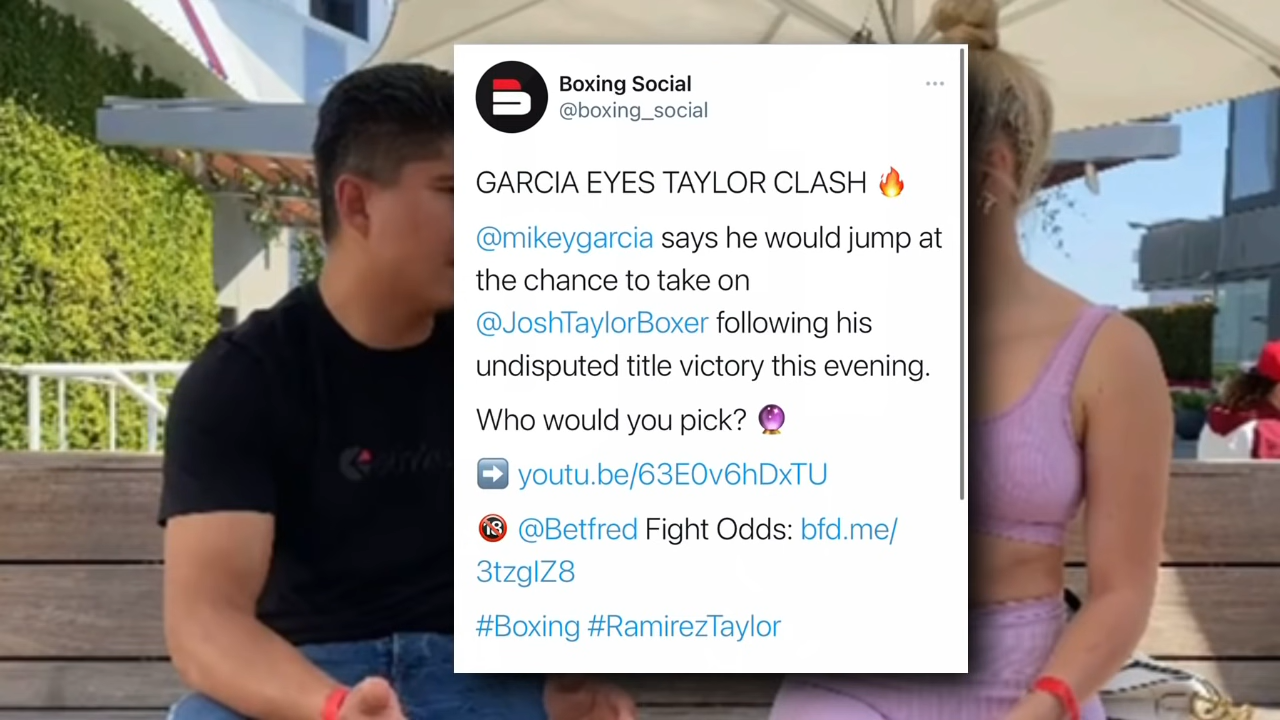 Boxing Social
@boxing_social
GARCIA EYES TAYLOR CLASH 🔥
@mikeygarcia says he would jump at
the chance to take on
@JoshTaylorBoxer following his
undisputed title victory this evening.
Who would you pick? 🔮
➡️ youtu.be/63E0v6hDxTU
🔞 @Betfred Fight Odds: bfd.me/
3tzglZ8
#Boxing #RamirezTaylor